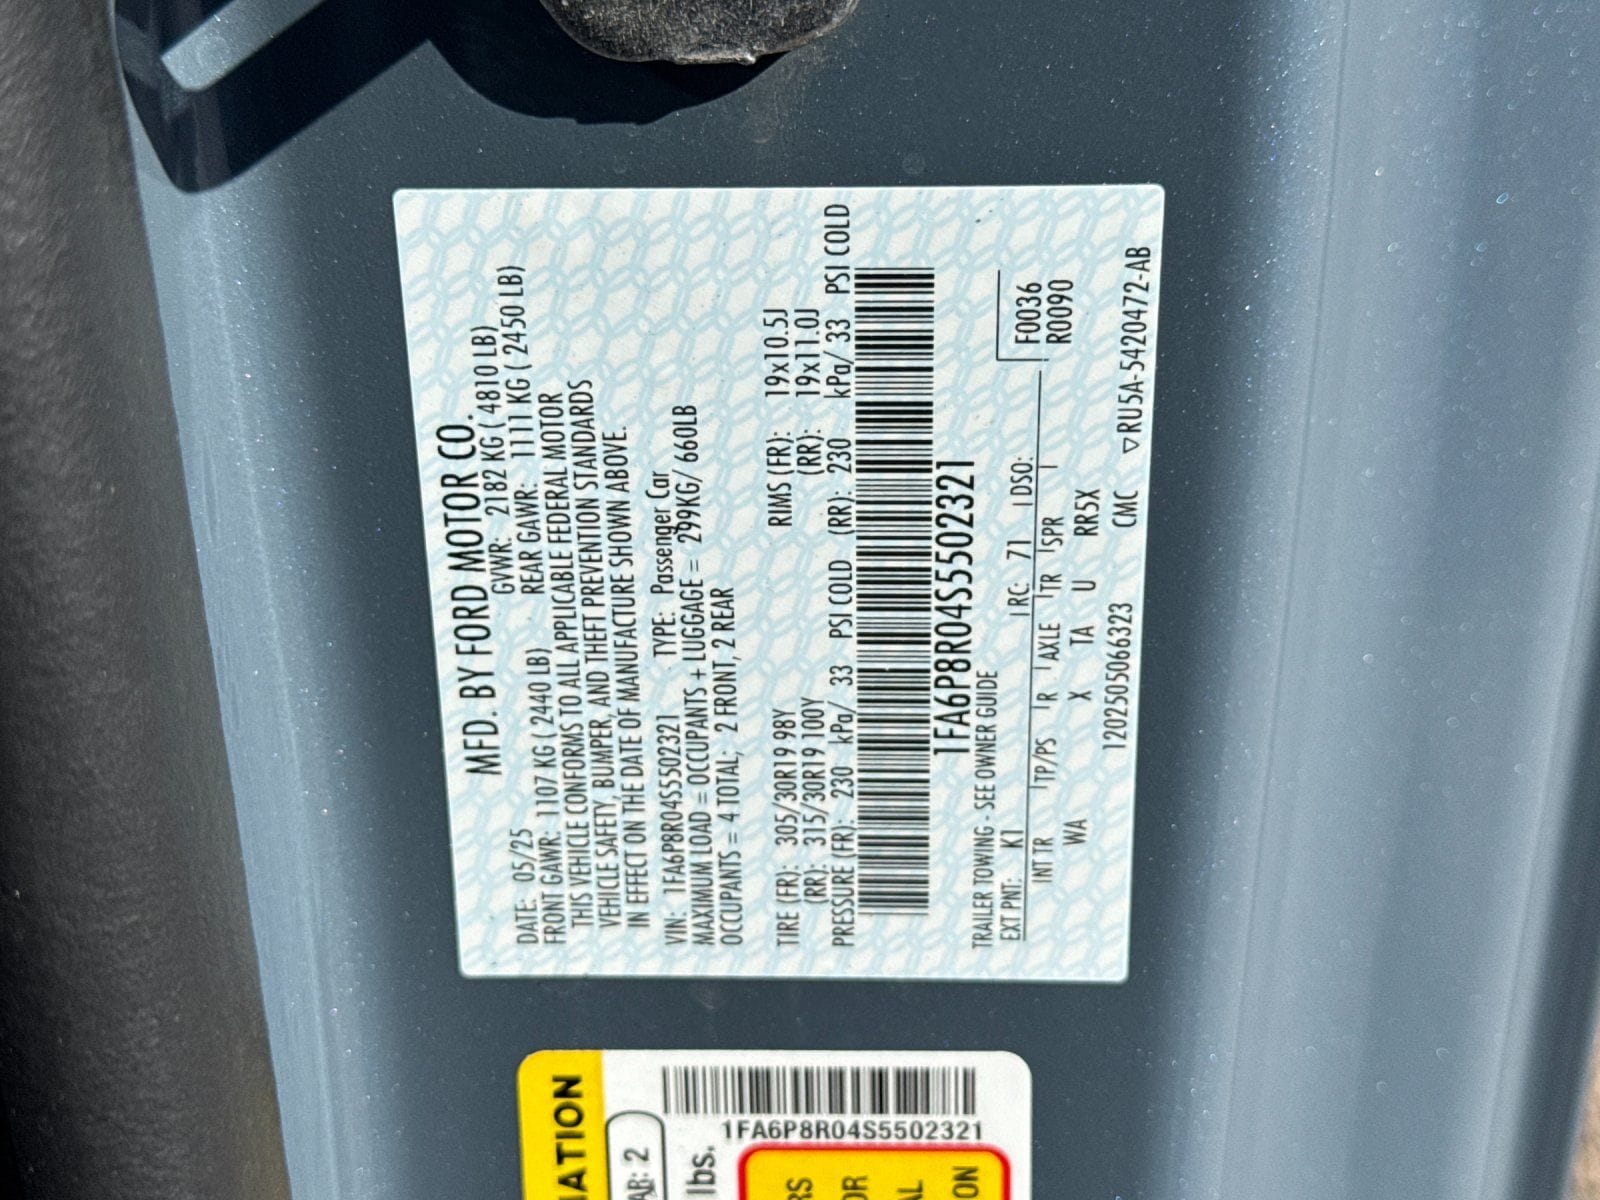 MFD. BY FORD MOTOR CO.
DATE: 05/25 GVWR: 2182 KG ( 4810 LB)
FRONT GAWR: 1107 KG ( 2440 LB) REAR GAWR: 1111 KG ( 2450 LB)
THIS VEHICLE CONFORMS TO ALL APPLICABLE FEDERAL MOTOR
VEHICLE SAFETY, BUMPER, AND THEFT PREVENTION STANDARDS
IN EFFECT ON THE DATE OF MANUFACTURE SHOWN ABOVE.
VIN: 1FA6P8R04S5502321 TYPE: Passenger Car
MAXIMUM LOAD = OCCUPANTS + LUGGAGE = 299KG/ 660LB
OCCUPANTS = 4 TOTAL; 2 FRONT, 2 REAR
TIRE (FR): 305/30R19 98Y RIMS (FR): 19x10.5J
(RR): 315/30R19 100Y (RR): 19x11.0J
PRESSURE (FR): 230 kPa/ 33 PSI COLD (RR): 230 kPa/ 33 PSI COLD
1FA6P8R04S5502321
TRAILER TOWING - SEE OWNER GUIDE
EXT PNT: K1 RC: 71 DSO: F0036
INT TR TP/PS R AXLE TR SPR R0090
WA X TA U RR5X
120250506 6323 CMC ▽RU5A-5420472-AB
1FA6P8R04S5502321
lbs.